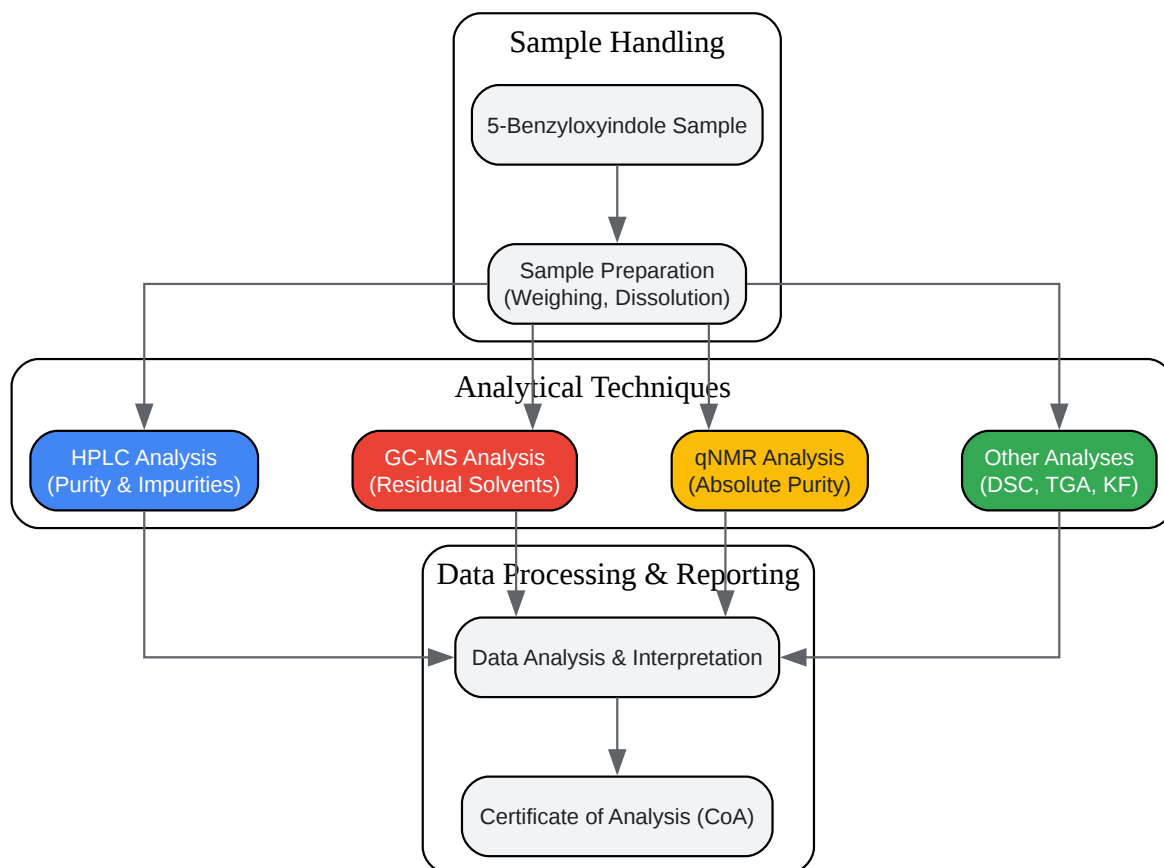 Sample Handling
5-Benzyloxyindole Sample
Sample Preparation
(Weighing, Dissolution)
Analytical Techniques
HPLC Analysis
(Purity & Impurities)
GC-MS Analysis
(Residual Solvents)
qNMR Analysis
(Absolute Purity)
Other Analyses
(DSC, TGA, KF)
Data Processing & Reporting
Data Analysis & Interpretation
Certificate of Analysis (CoA)